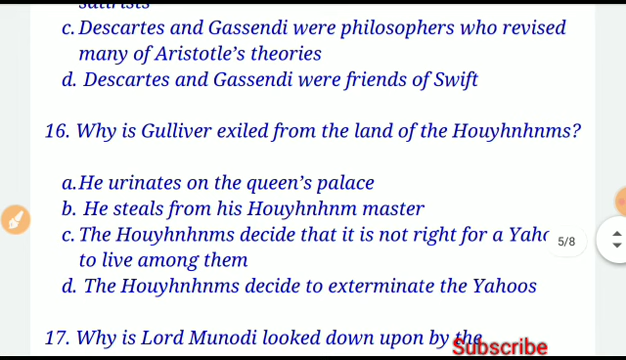 satirists
c. Descartes and Gassendi were philosophers who revised
many of Aristotle's theories
d. Descartes and Gassendi were friends of Swift
16. Why is Gulliver exiled from the land of the Houyhnhnms?
a. He urinates on the queen's palace
b. He steals from his Houyhnhnm master
c. The Houyhnhnms decide that it is not right for a
5/8
to live among them
d. The Houyhnhnms decide to exterminate the Yahoos
17. Why is Lord Munodi looked down upon by the
Subscribe